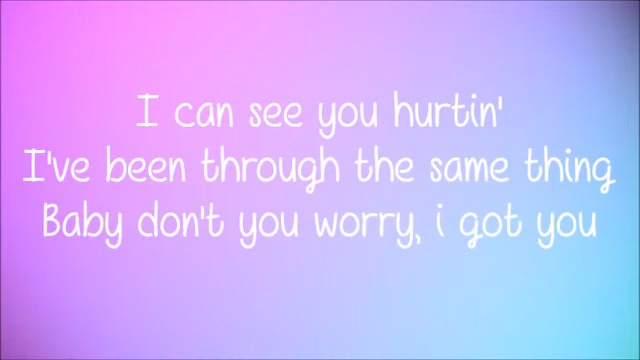 I can see you hurtin'
I've been through the same thing
Baby don't you worry, i got you